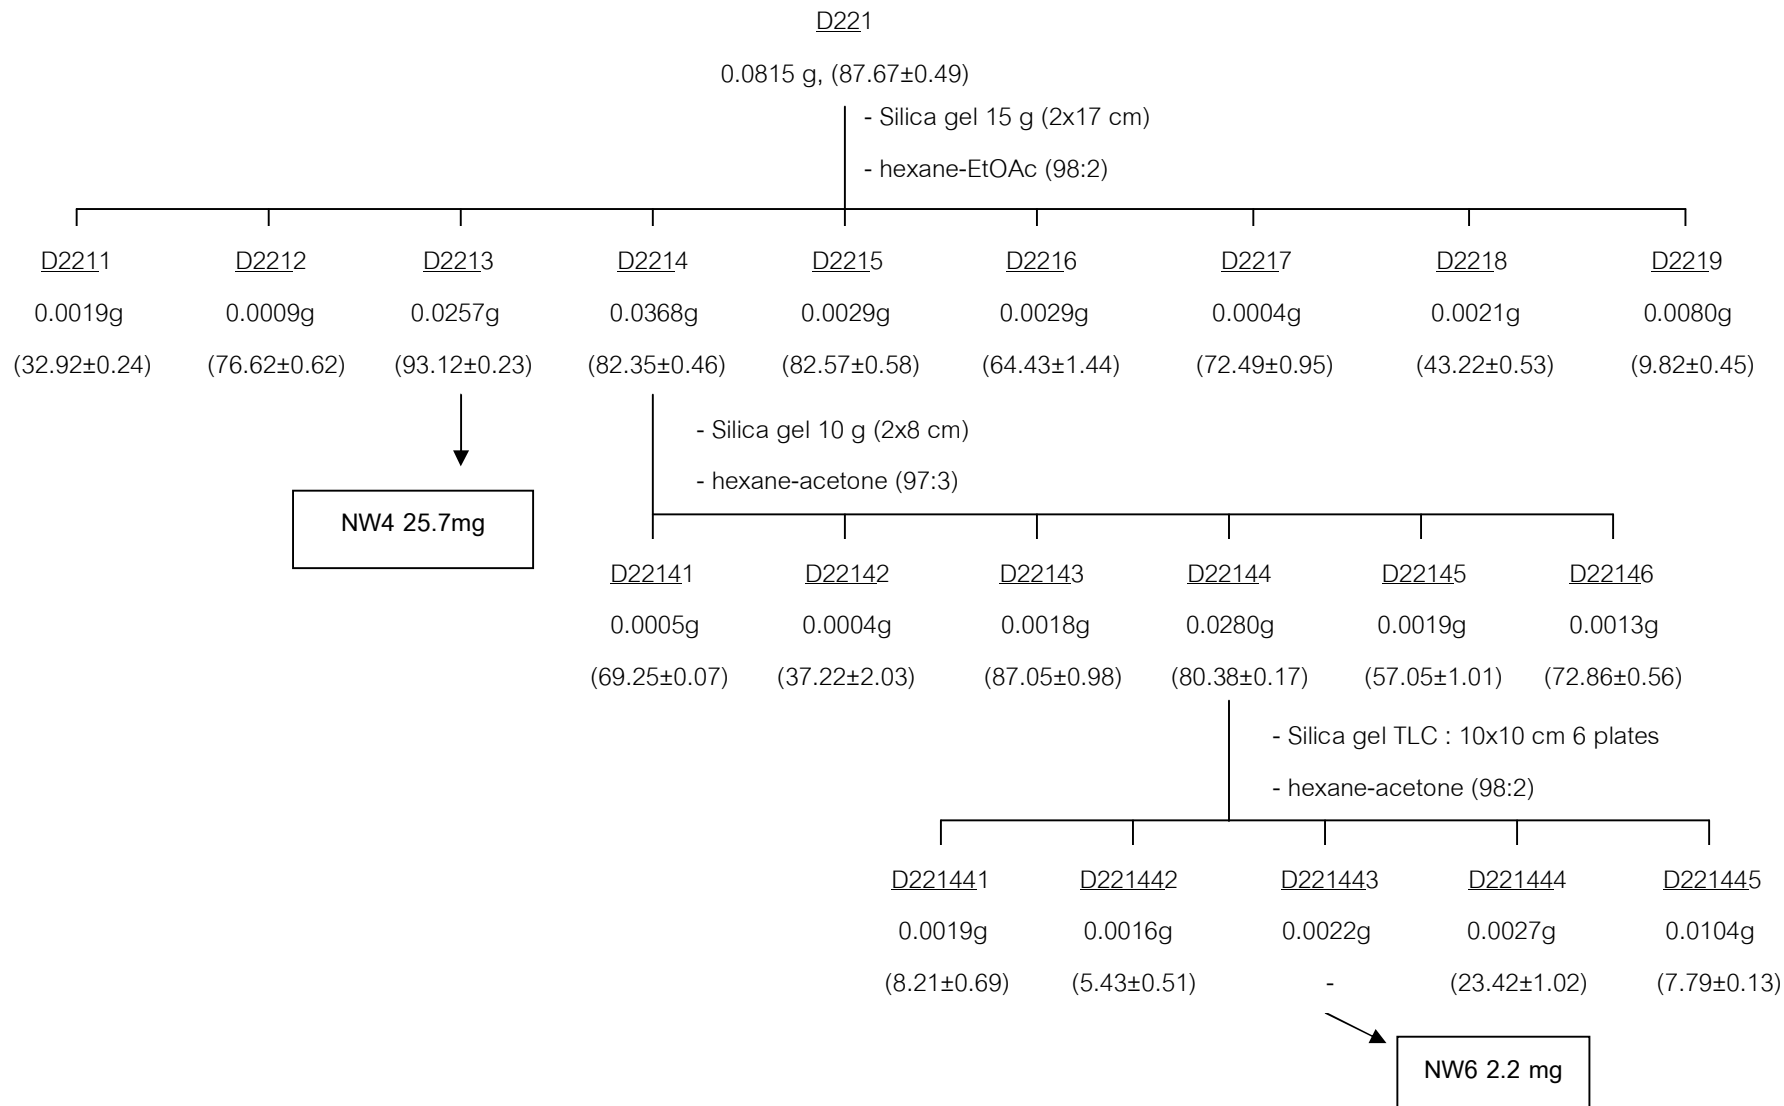 D221
0.0815 g, (87.67±0.49)
- Silica gel 15 g (2x17 cm)
- hexane-EtOAc (98:2)
D2211 D2212 D2213 D2214 D2215 D2216 D2217 D2218 D2219
0.0019g 0.0009g 0.0257g 0.0368g 0.0029g 0.0029g 0.0004g 0.0021g 0.0080g
(32.92±0.24) (76.62±0.62) (93.12±0.23) (82.35±0.46) (82.57±0.58) (64.43±1.44) (72.49±0.95) (43.22±0.53) (9.82±0.45)
- Silica gel 10 g (2x8 cm)
- hexane-acetone (97:3)
NW4 25.7mg
D22141 D22142 D22143 D22144 D22145 D22146
0.0005g 0.0004g 0.0018g 0.0280g 0.0019g 0.0013g
(69.25±0.07) (37.22±2.03) (87.05±0.98) (80.38±0.17) (57.05±1.01) (72.86±0.56)
- Silica gel TLC : 10x10 cm 6 plates
- hexane-acetone (98:2)
D221441 D221442 D221443 D221444 D221445
0.0019g 0.0016g 0.0022g 0.0027g 0.0104g
(8.21±0.69) (5.43±0.51) - (23.42±1.02) (7.79±0.13)
NW6 2.2 mg